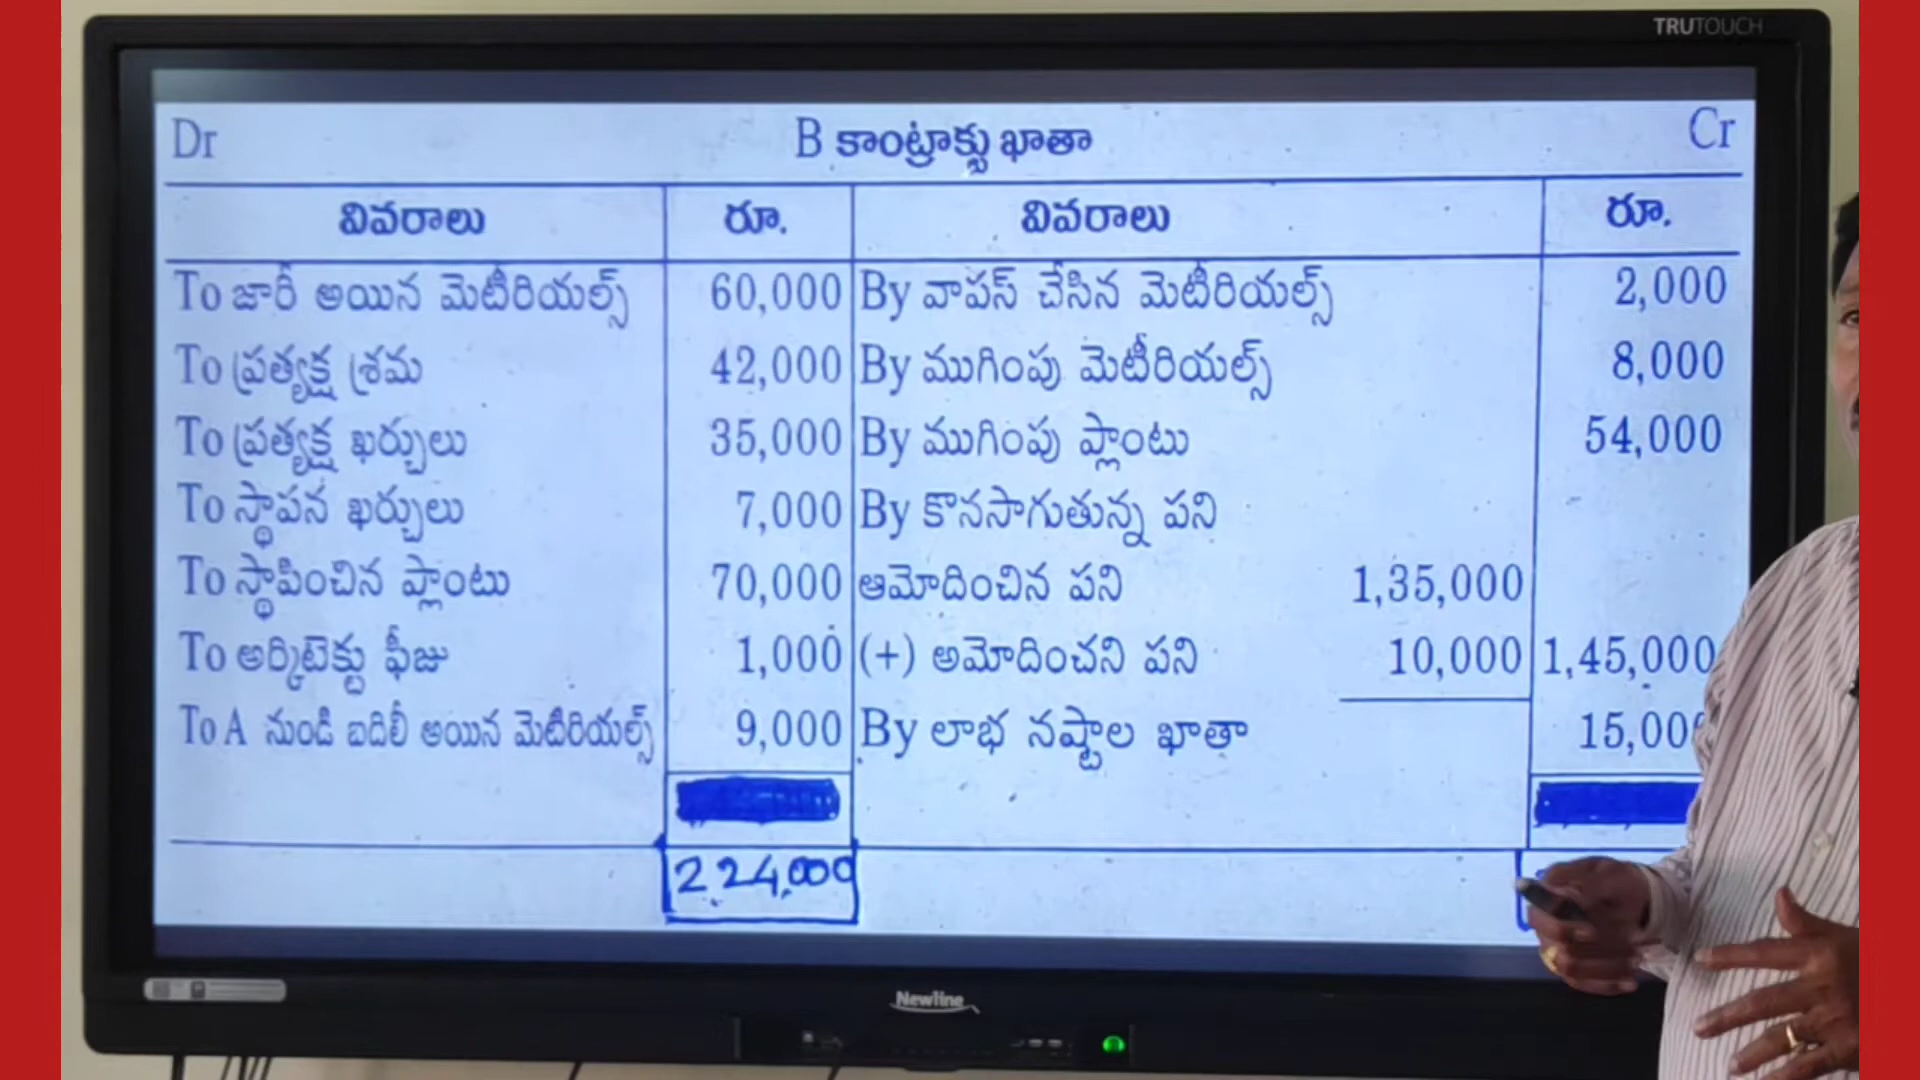 TRUTOUCH
Dr B కాంట్రాక్టు ఖాతా Cr
వివరాలు రూ. వివరాలు రూ.
To జారీ అయిన మెటీరియల్స్ 60,000 By వాపస్ చేసిన మెటీరియల్స్ 2,000
To ప్రత్యక్ష శ్రమ 42,000 By ముగింపు మెటీరియల్స్ 8,000
To ప్రత్యక్ష ఖర్చులు 35,000 By ముగింపు ప్లాంటు 54,000
To స్థాపన ఖర్చులు 7,000 By కొనసాగుతున్న పని
To స్థాపించిన ప్లాంటు 70,000 ఆమోదించిన పని 1,35,000
To అర్కిటెక్టు ఫీజు 1,000 (+) అమోదించని పని 10,000 1,45,000
To A నుండి బదిలీ అయిన మెటీరియల్స్ 9,000 By లాభ నష్టాల ఖాతా 15,00
2,24,000
Newline